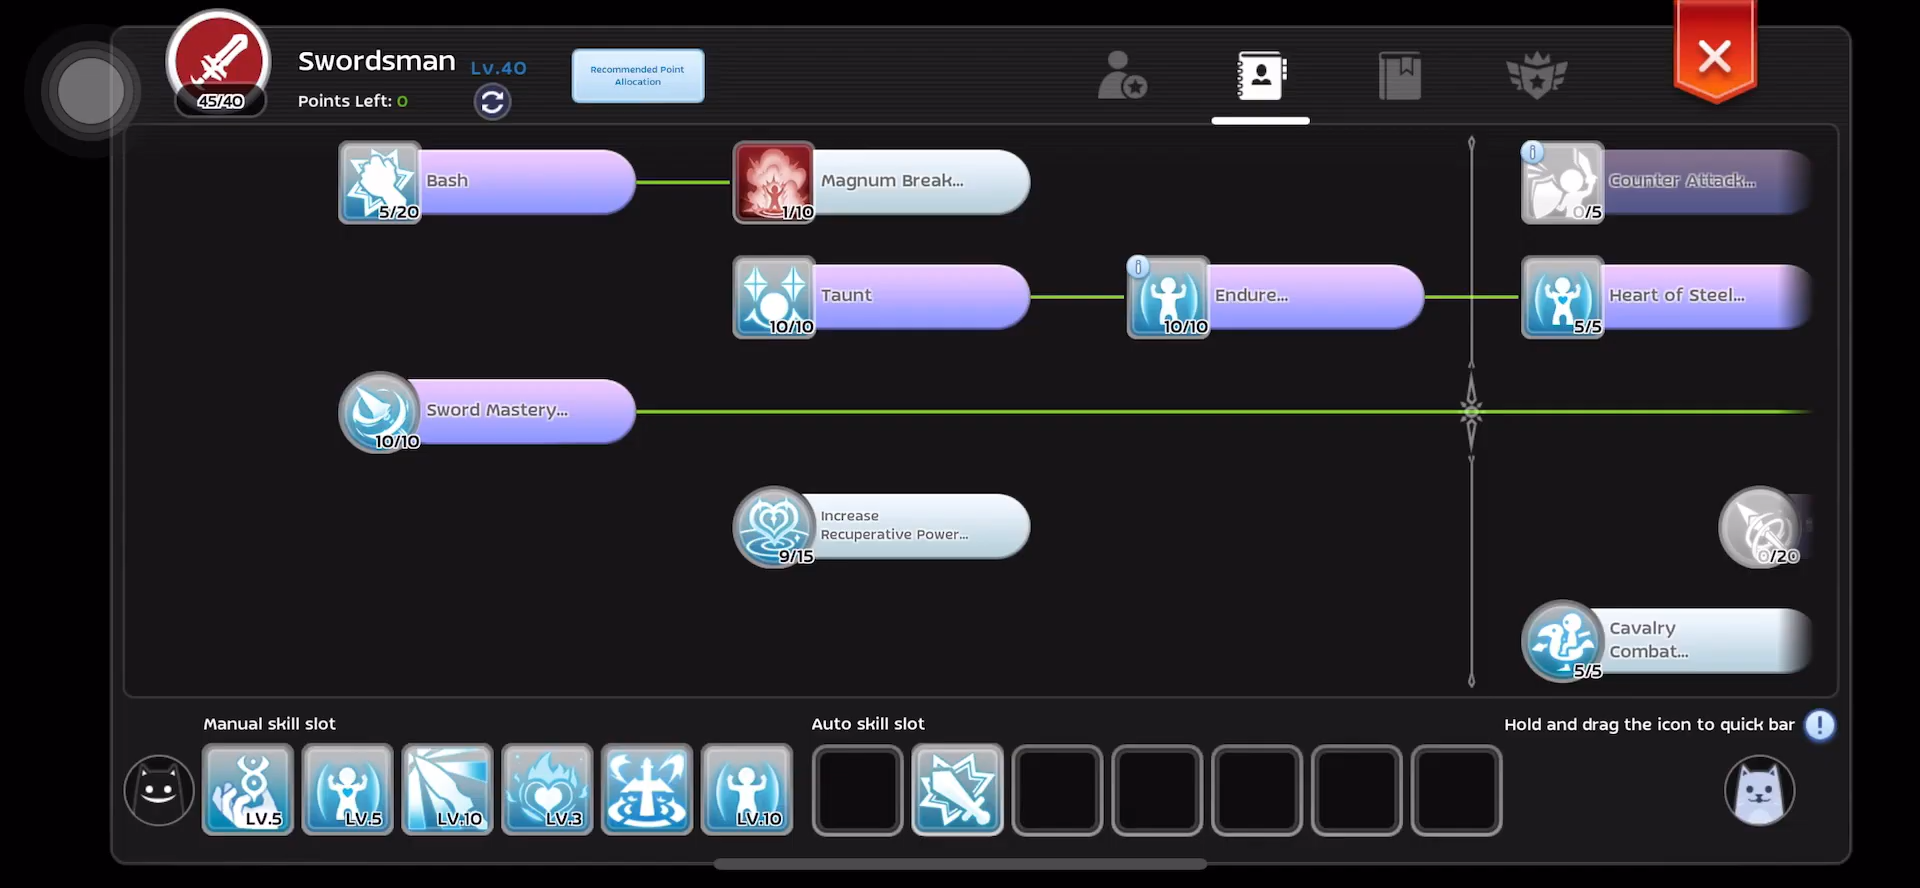 Swordsman Lv.40
45/40
Points Left: 0
Recommended Point
Allocation
Bash
5/20
Magnum Break...
1/10
Counter Attack...
0/5
Taunt
10/10
Endure...
10/10
Heart of Steel...
5/5
Sword Mastery...
10/10
Increase
Recuperative Power...
9/15
0/20
Cavalry
Combat...
5/5
Manual skill slot
Auto skill slot
Hold and drag the icon to quick bar
LV.5
LV.5
LV.10
LV.3
LV.10